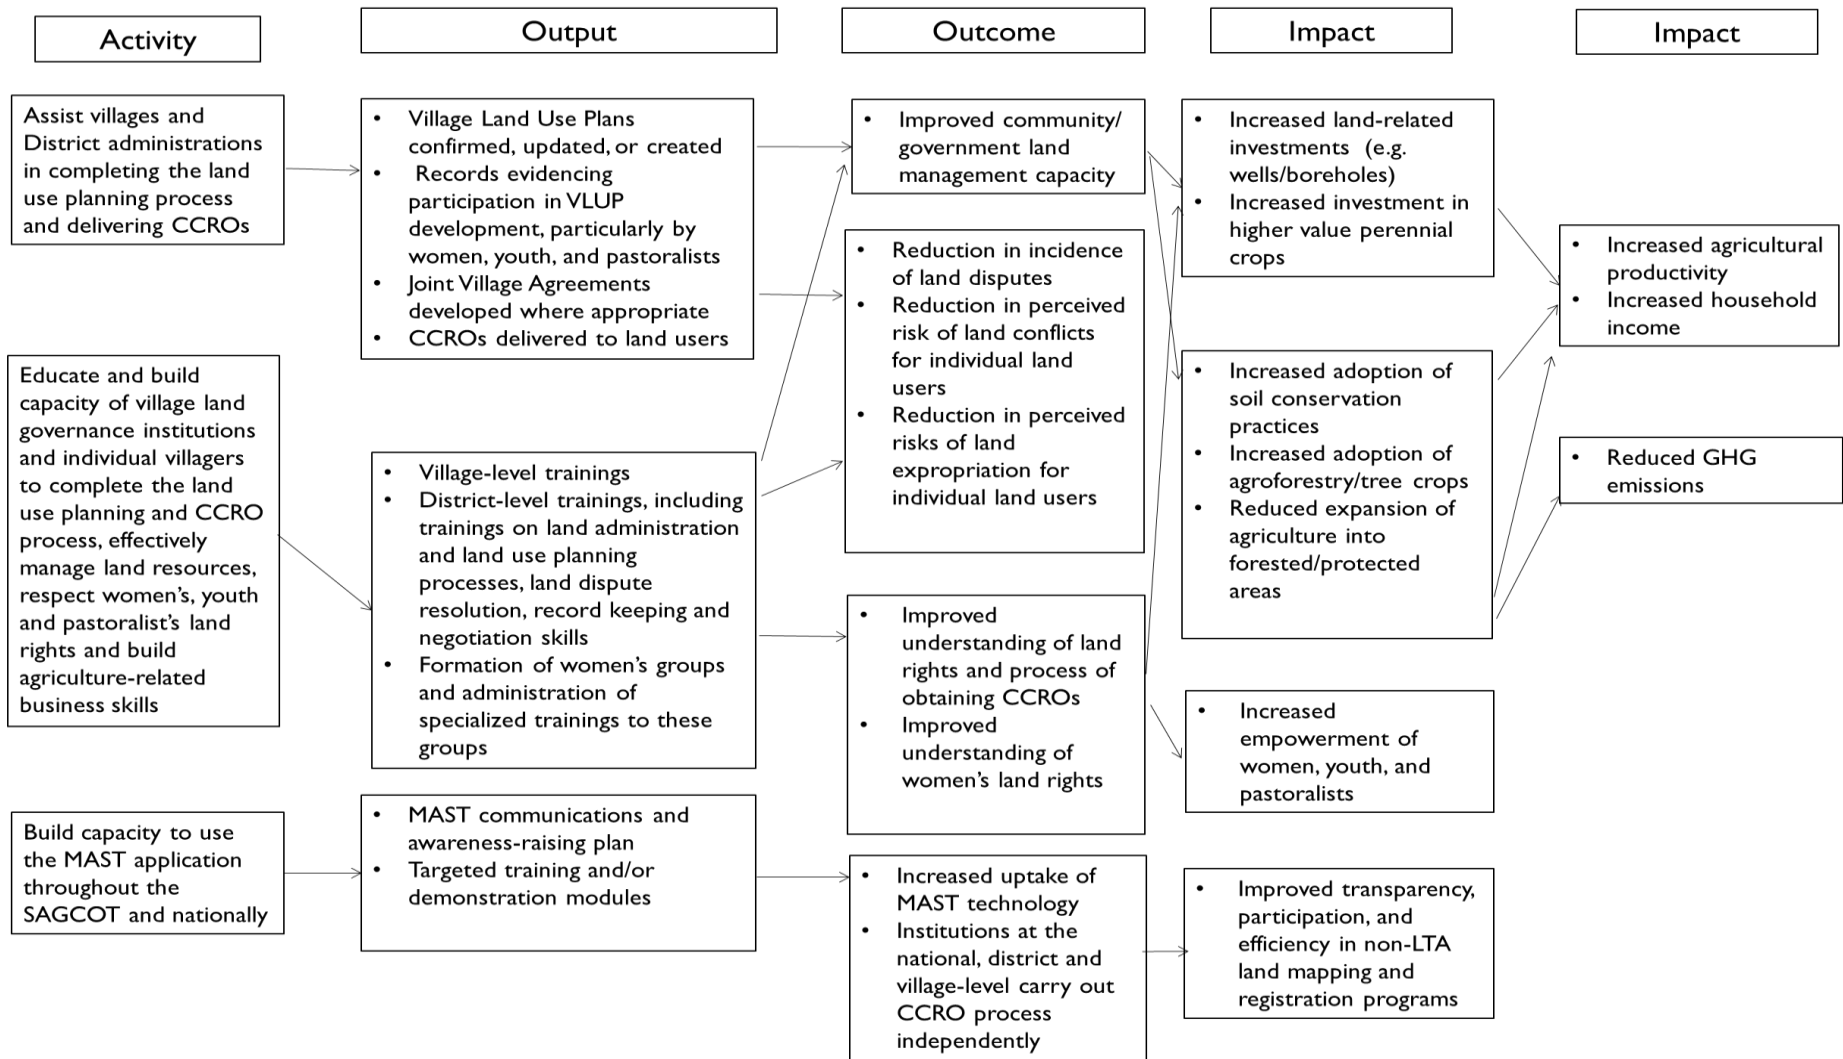 Activity
Output
Outcome
Impact
Impact
Assist villages and
District administrations
in completing the land
use planning process
and delivering CCROs
Educate and build
capacity of village land
governance institutions
and individual villagers
to complete the land
use planning and CCRO
process, effectively
manage land resources,
respect women's, youth
and pastoralist's land
rights and build
agriculture-related
business skills
Build capacity to use
the MAST application
throughout the
SAGCOT and nationally
• Village Land Use Plans
confirmed, updated, or created
• Records evidencing
participation in VLUP
development, particularly by
women, youth, and pastoralists
• Joint Village Agreements
developed where appropriate
• CCROs delivered to land users
• Village-level trainings
• District-level trainings, including
trainings on land administration
and land use planning
processes, land dispute
resolution, record keeping and
negotiation skills
• Formation of women's groups
and administration of
specialized trainings to these
groups
• MAST communications and
awareness-raising plan
• Targeted training and/or
demonstration modules
• Improved community/
government land
management capacity
• Reduction in incidence
of land disputes
• Reduction in perceived
risk of land conflicts
for individual land
users
• Reduction in perceived
risks of land
expropriation for
individual land users
• Improved
understanding of land
rights and process of
obtaining CCROs
• Improved
understanding of
women's land rights
• Increased uptake of
MAST technology
• Institutions at the
national, district and
village-level carry out
CCRO process
independently
• Increased land-related
investments (e.g.
wells/boreholes)
• Increased investment in
higher value perennial
crops
• Increased adoption of
soil conservation
practices
• Increased adoption of
agroforestry/tree crops
• Reduced expansion of
agriculture into
forested/protected
areas
• Increased
empowerment of
women, youth, and
pastoralists
• Improved transparency,
participation, and
efficiency in non-LTA
land mapping and
registration programs
• Increased agricultural
productivity
• Increased household
income
• Reduced GHG
emissions